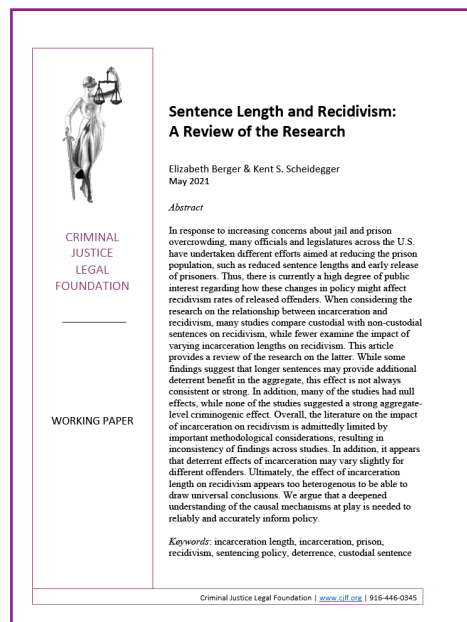 Sentence Length and Recidivism:
A Review of the Research
Elizabeth Berger & Kent S. Scheidegger
May 2021
Abstract
In response to increasing concerns about jail and prison
overcrowding, many officials and legislatures across the U.S.
have undertaken different efforts aimed at reducing the prison
population, such as reduced sentence lengths and early release
of prisoners. Thus, there is currently a high degree of public
interest regarding how these changes in policy might affect
recidivism rates of released offenders. When considering the
research on the relationship between incarceration and
recidivism, many studies compare custodial with non-custodial
sentences on recidivism, while fewer examine the impact of
varying incarceration lengths on recidivism. This article
provides a review of the research on the latter. While some
findings suggest that longer sentences may provide additional
deterrent benefit in the aggregate, this effect is not always
consistent or strong. In addition, many of the studies had null
effects, while none of the studies suggested a strong aggregate-
level criminogenic effect. Overall, the literature on the impact
of incarceration on recidivism is admittedly limited by
important methodological considerations, resulting in
inconsistency of findings across studies. In addition, it appears
that deterrent effects of incarceration may vary slightly for
different offenders. Ultimately, the effect of incarceration
length on recidivism appears too heterogenous to be able to
draw universal conclusions. We argue that a deepened
understanding of the causal mechanisms at play is needed to
reliably and accurately inform policy.
Keywords: incarceration length, incarceration, prison,
recidivism, sentencing policy, deterrence, custodial sentence
CRIMINAL
JUSTICE
LEGAL
FOUNDATION
WORKING PAPER
Criminal Justice Legal Foundation | www.cjlf.org | 916-446-0345